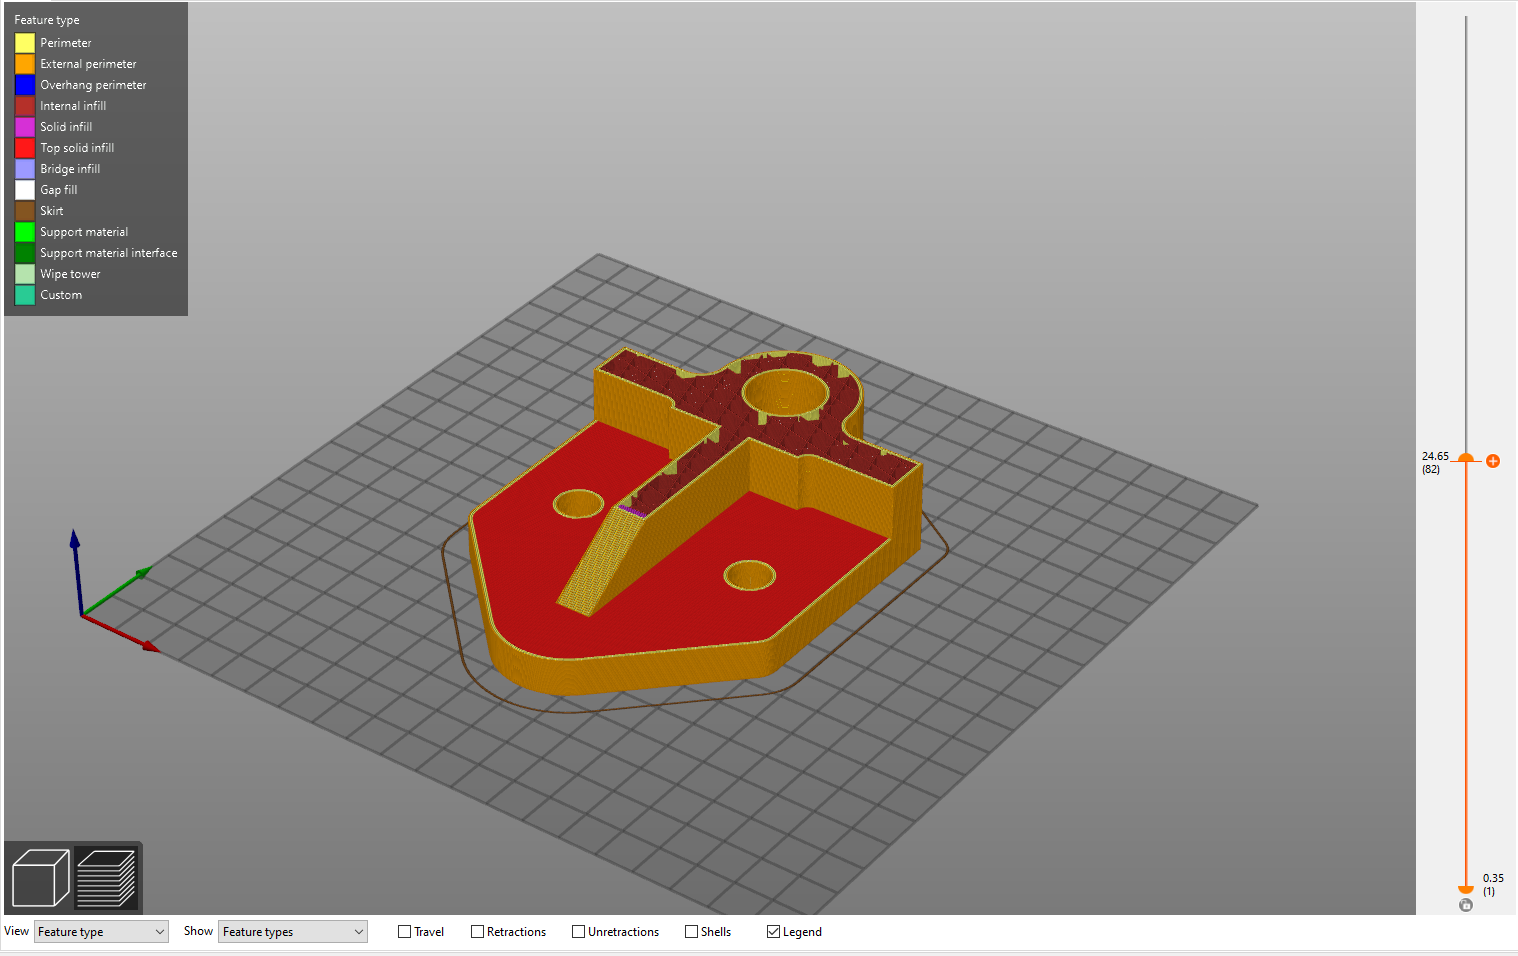 Feature type
Perimeter
External perimeter
Overhang perimeter
Internal infill
Solid infill
Top solid infill
Bridge infill
Gap fill
Skirt
Support material
Support material interface
Wipe tower
Custom
24.65
(82)
0.35
(1)
View Feature type Show Feature types Travel Retractions Unretractions Shells Legend